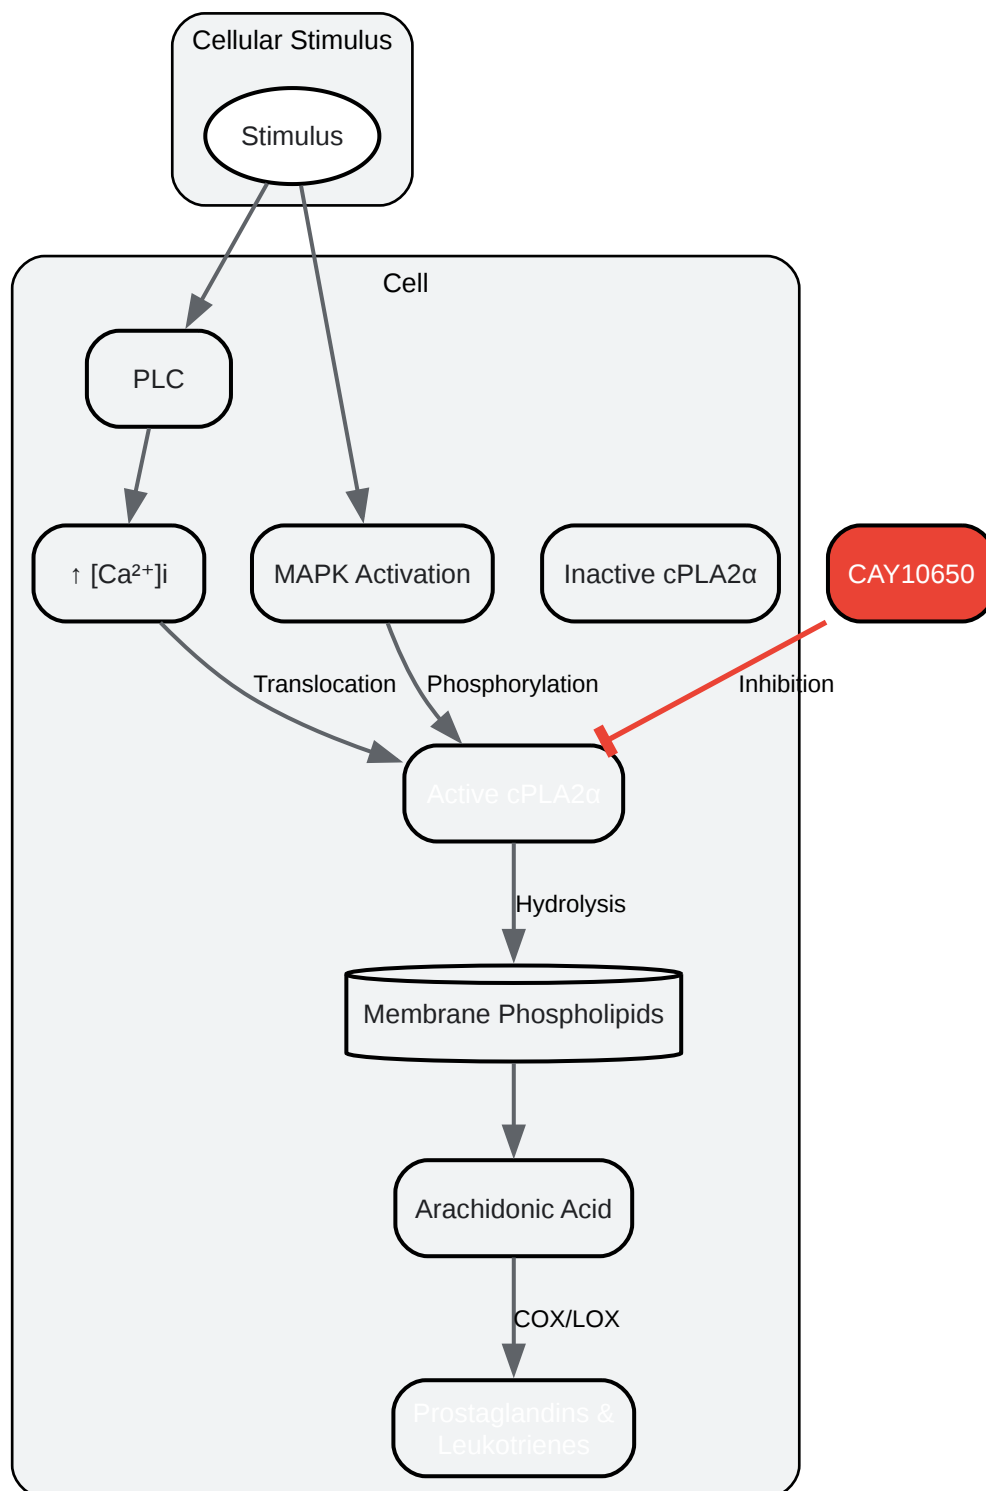 Cellular Stimulus
Stimulus
Cell
PLC
↑ [Ca²⁺]i
MAPK Activation
Inactive cPLA2α
CAY10650
Translocation
Phosphorylation
Inhibition
Active cPLA2α
Hydrolysis
Membrane Phospholipids
Arachidonic Acid
COX/LOX
Prostaglandins &
Leukotrienes